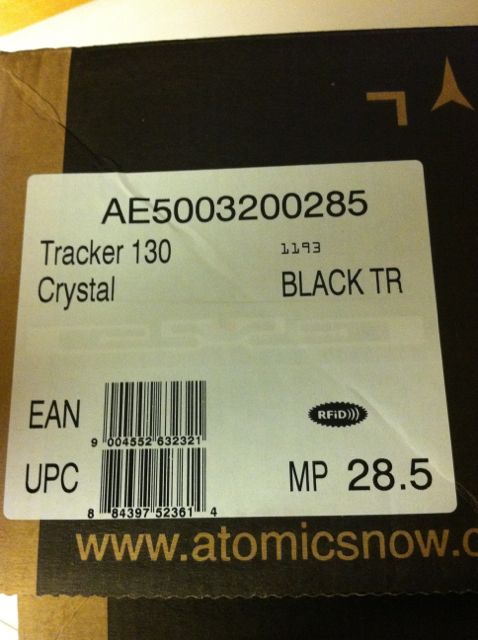 AE5003200285
Tracker 130
1193
Crystal
BLACK TR
EAN
9 004552 632321
RFiD
UPC
8 84397 52361 4
MP 28.5
www.atomicsnow.c